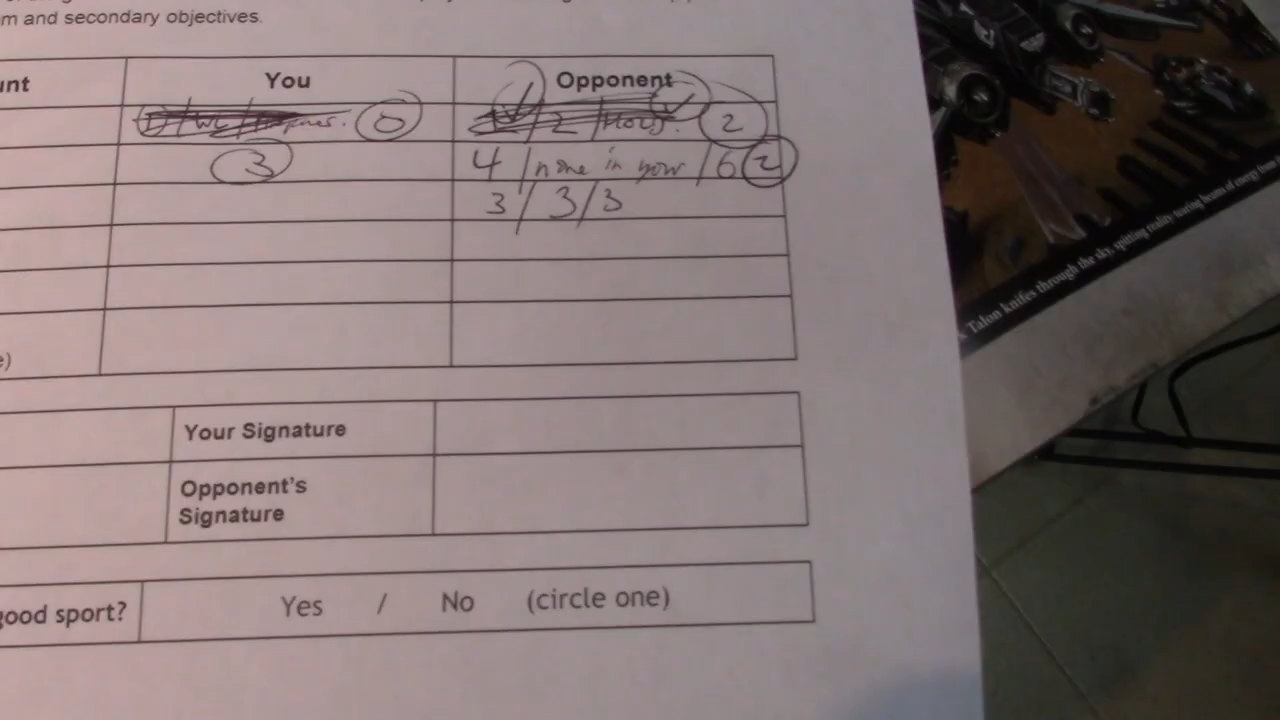 m and secondary objectives.
unt You Opponent
0 2 2
3 4 / none in your / 6 2
3 / 3 / 3
e)
Your Signature
Opponent's
Signature
good sport? Yes / No (circle one)
Talon knifes through the sky, spitting reality-tearing beams of energy from